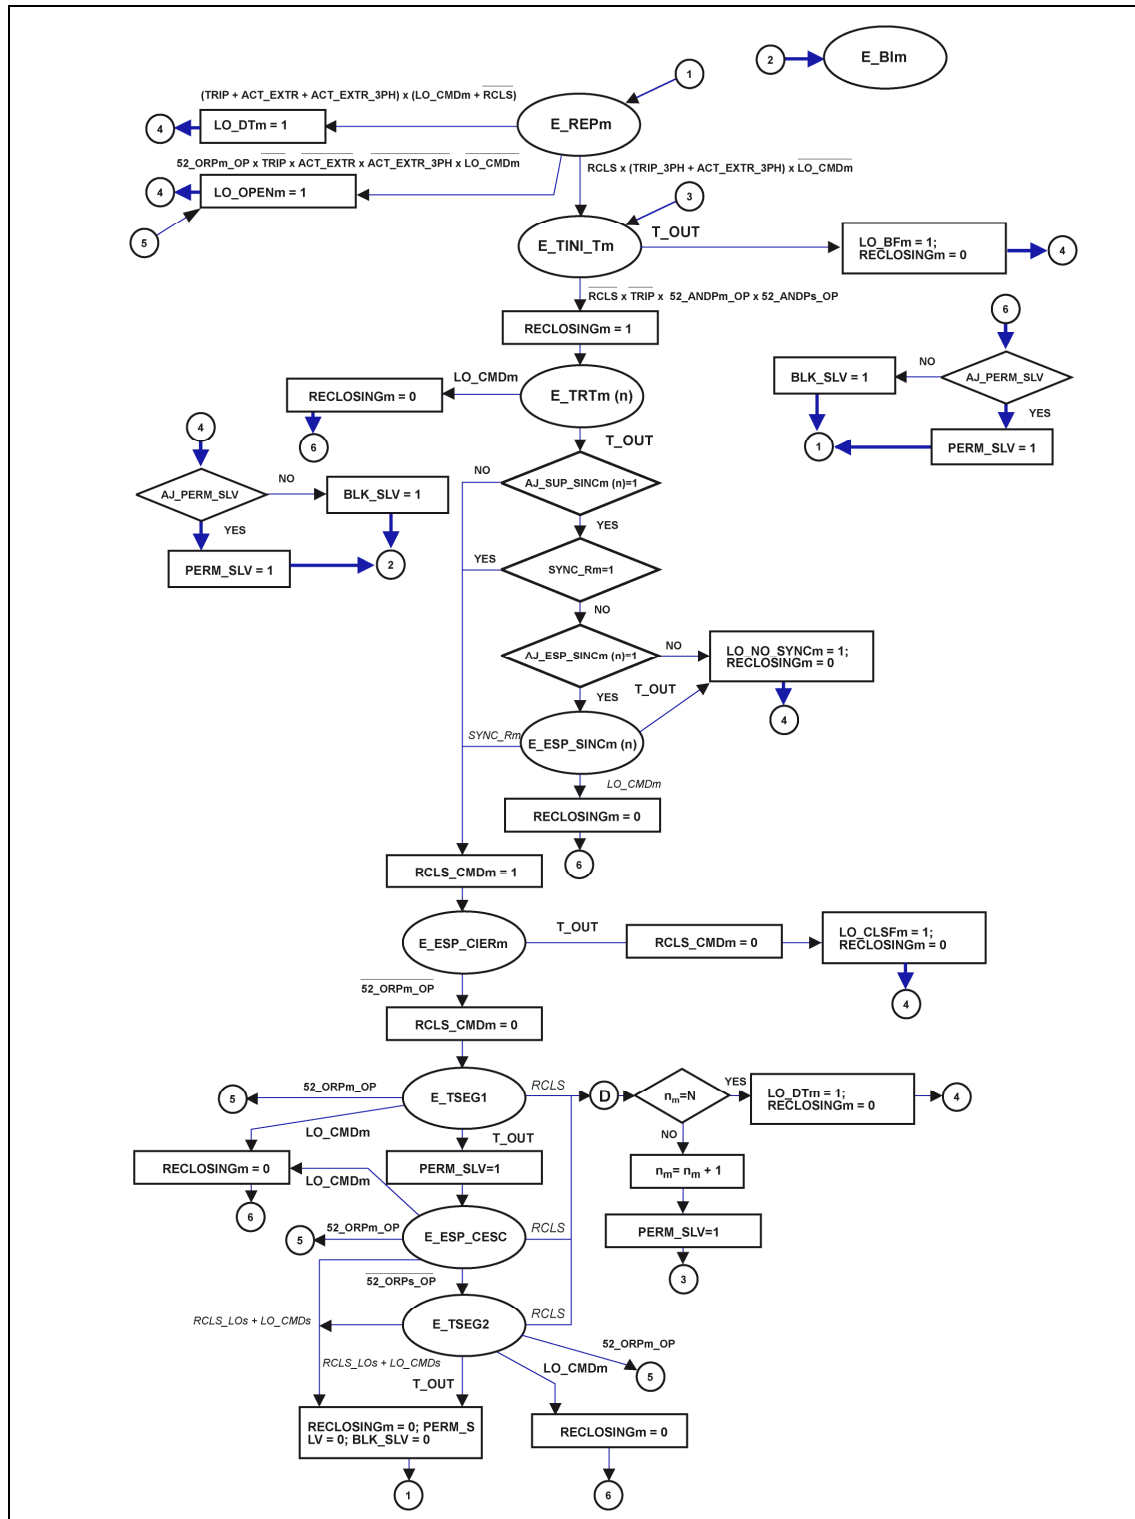 2
E_BIm
1
(TRIP + ACT_EXTR + ACT_EXTR_3PH) x (LO_CMDm + RCLS)
E_REPm
4
LO_DTm = 1
52_ORPm_OP x TRIP x ACT_EXTR x ACT_EXTR_3PH x LO_CMDm
RCLS x (TRIP_3PH + ACT_EXTR_3PH) x LO_CMDm
4
LO_OPENm = 1
3
5
E_TINI_Tm
T_OUT
LO_BFm = 1;
RECLOSINGm = 0
4
RCLS x TRIP x 52_ANDPm_OP x 52_ANDPs_OP
6
RECLOSINGm = 1
NO
BLK_SLV = 1
AJ_PERM_SLV
LO_CMDm
RECLOSINGm = 0
E_TRTm (n)
YES
4
6
T_OUT
1
PERM_SLV = 1
NO
AJ_SUP_SINCm (n)=1
AJ_PERM_SLV
NO
BLK_SLV = 1
YES
YES
PERM_SLV = 1
2
YES
SYNC_Rm=1
NO
AJ_ESP_SINCm (n)=1
NO
LO_NO_SYNCm = 1;
RECLOSINGm = 0
YES
T_OUT
4
SYNC_Rm
E_ESP_SINCm (n)
LO_CMDm
RECLOSINGm = 0
6
RCLS_CMDm = 1
E_ESP_CIERm
T_OUT
RCLS_CMDm = 0
LO_CLSFm = 1;
RECLOSINGm = 0
52_ORPm_OP
4
RCLS_CMDm = 0
52_ORPm_OP
5
E_TSEG1
RCLS
D
nm=N
YES
LO_DTm = 1;
RECLOSINGm = 0
4
LO_CMDm
T_OUT
NO
RECLOSINGm = 0
LO_CMDm
PERM_SLV=1
nm= nm + 1
6
52_ORPm_OP
5
E_ESP_CESC
RCLS
PERM_SLV=1
52_ORPs_OP
3
RCLS_LOs + LO_CMDs
E_TSEG2
RCLS
52_ORPm_OP
5
RCLS_LOs + LO_CMDs
T_OUT
LO_CMDm
RECLOSINGm = 0; PERM_S
LV = 0; BLK_SLV = 0
RECLOSINGm = 0
1
6